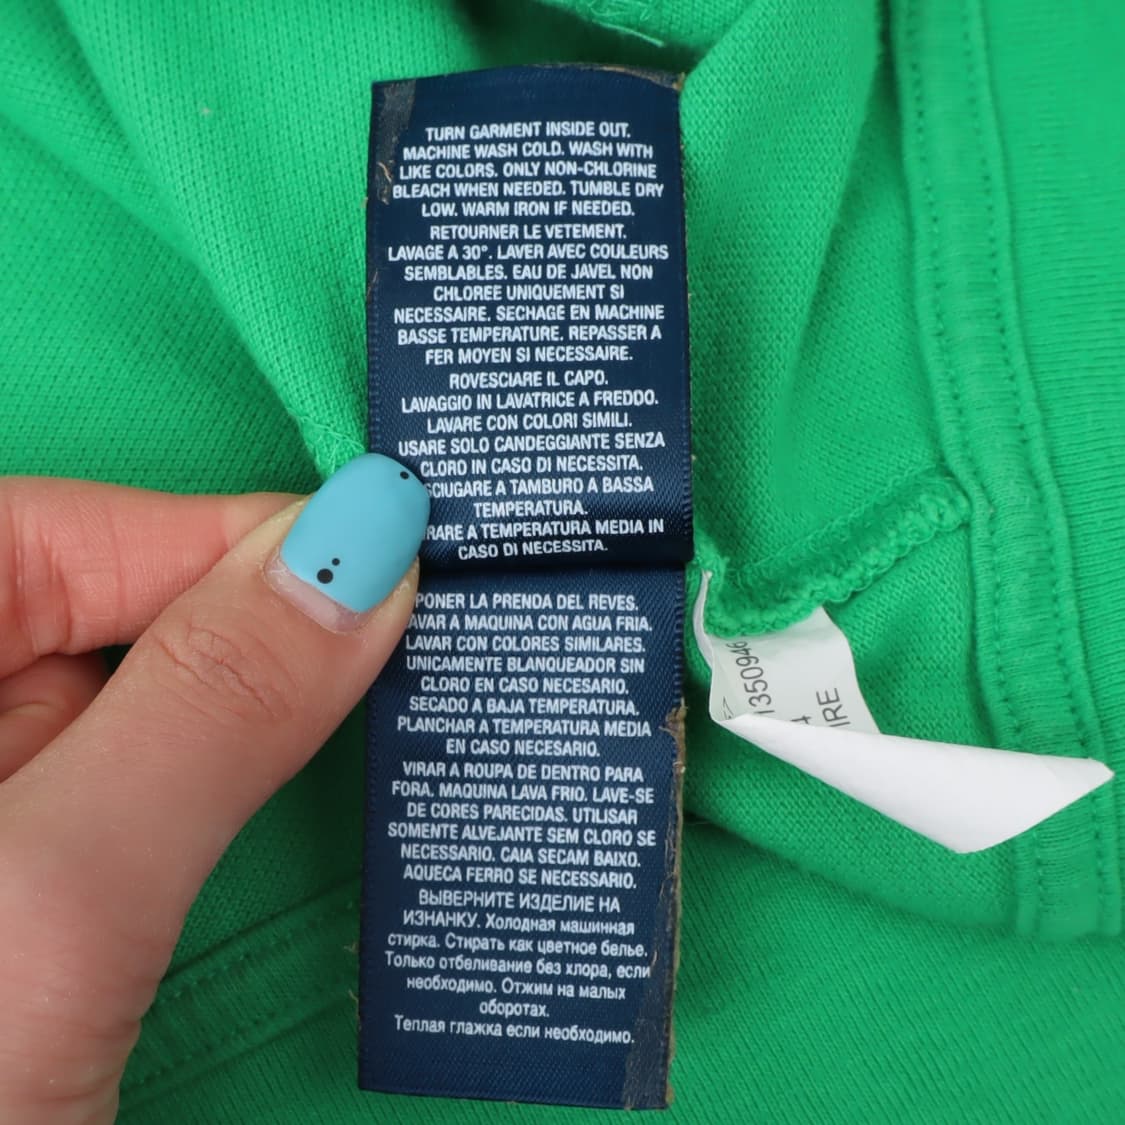 TURN GARMENT INSIDE OUT.
MACHINE WASH COLD. WASH WITH
LIKE COLORS. ONLY NON-CHLORINE
BLEACH WHEN NEEDED. TUMBLE DRY
LOW. WARM IRON IF NEEDED.
RETOURNER LE VETEMENT.
LAVAGE A 30°. LAVER AVEC COULEURS
SEMBLABLES. EAU DE JAVEL NON
CHLOREE UNIQUEMENT SI
NECESSAIRE. SECHAGE EN MACHINE
BASSE TEMPERATURE. REPASSER A
FER MOYEN SI NECESSAIRE.
ROVESCIARE IL CAPO.
LAVAGGIO IN LAVATRICE A FREDDO.
LAVARE CON COLORI SIMILI.
USARE SOLO CANDEGGIANTE SENZA
CLORO IN CASO DI NECESSITA.
SCIUGARE A TAMBURO A BASSA
TEMPERATURA.
RARE A TEMPERATURA MEDIA IN
CASO DI NECESSITA.
PONER LA PRENDA DEL REVES.
AVAR A MAQUINA CON AGUA FRIA.
LAVAR CON COLORES SIMILARES.
UNICAMENTE BLANQUEADOR SIN
CLORO EN CASO NECESARIO.
SECADO A BAJA TEMPERATURA.
PLANCHAR A TEMPERATURA MEDIA
EN CASO NECESARIO.
VIRAR A ROUPA DE DENTRO PARA
FORA. MAQUINA LAVA FRIO. LAVE-SE
DE CORES PARECIDAS. UTILISAR
SOMENTE ALVEJANTE SEM CLORO SE
NECESSARIO. CAIA SECAM BAIXO.
AQUECA FERRO SE NECESSARIO.
ВЫВЕРНИТЕ ИЗДЕЛИЕ НА
ИЗНАНКУ. Холодная машинная
стирка. Стирать как цветное белье.
Только отбеливание без хлора, если
необходимо. Отжим на малых
оборотах.
Теплая глажка если необходимо.
350946
IRE